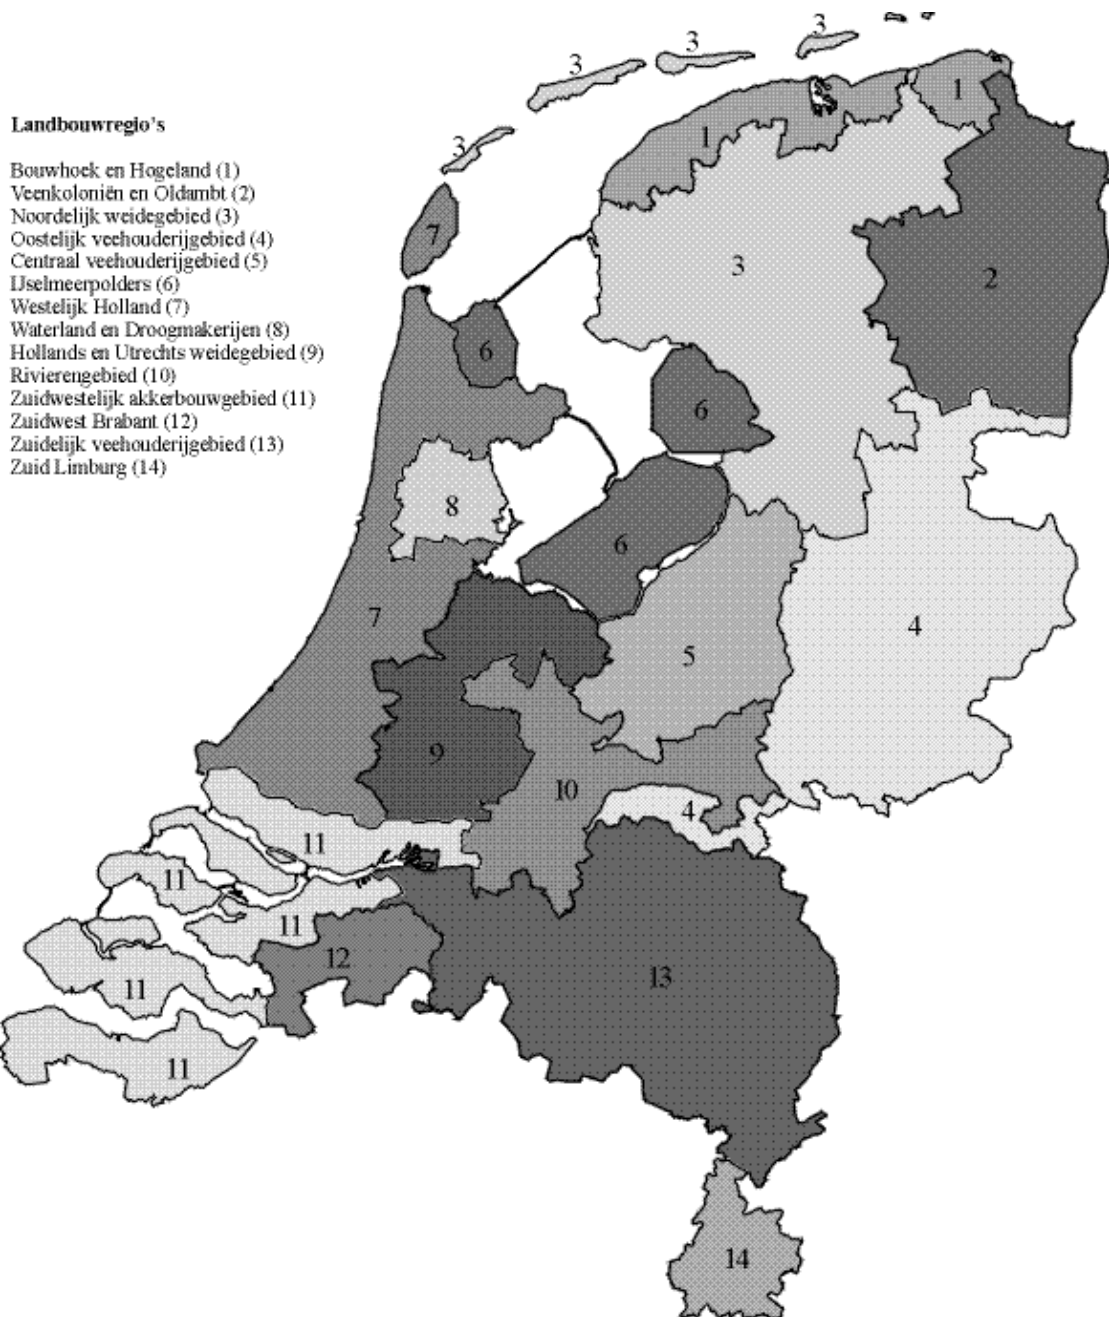 Landbouwregio's
Bouwhoek en Hogeland (1)
Veenkoloniën en Oldambt (2)
Noordelijk weidegebied (3)
Oostelijk veehouderijgebied (4)
Centraal veehouderijgebied (5)
IJselmeerpolders (6)
Westelijk Holland (7)
Waterland en Droogmakerijen (8)
Hollands en Utrechts weidegebied (9)
Rivierengebied (10)
Zuidwestelijk akkerbouwgebied (11)
Zuidwest Brabant (12)
Zuidelijk veehouderijgebied (13)
Zuid Limburg (14)
3
3
3
3
1
1
7
3
2
6
6
8
6
7
4
5
9
10
4
11
11
11
12
13
11
11
14